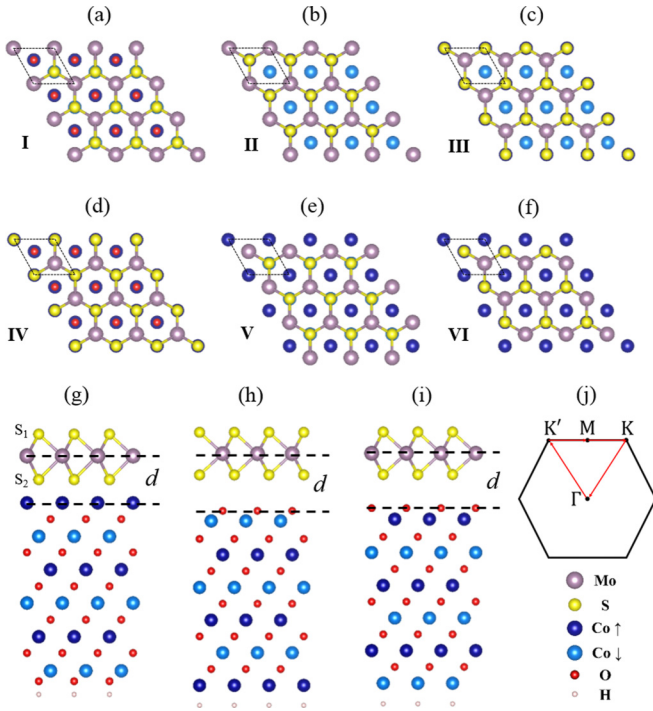 (a) (b) (c)
I II III
(d) (e) (f)
IV V VI
(g) (h) (i) (j)
S₁
S₂
d d d
K′ M K
Γ
Mo
S
Co ↑
Co ↓
O
H